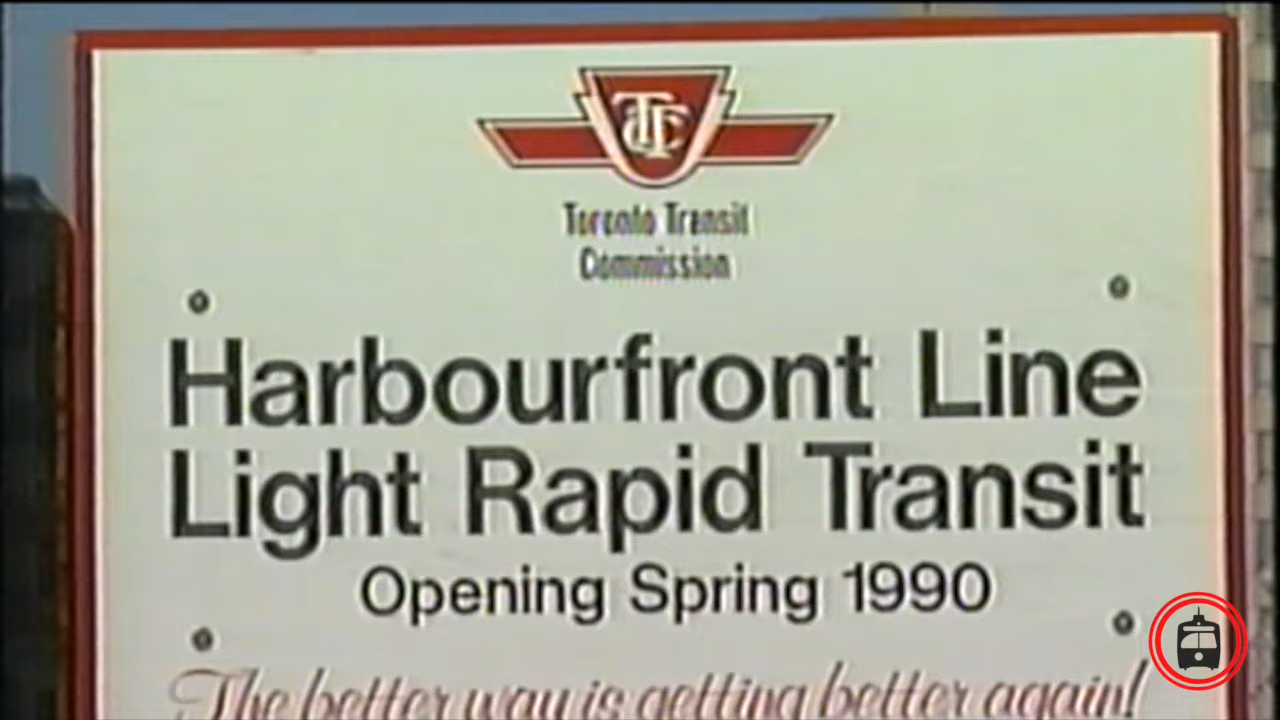 TTC
Toronto Transit
Commission
Harbourfront Line
Light Rapid Transit
Opening Spring 1990
The better way is getting better again!